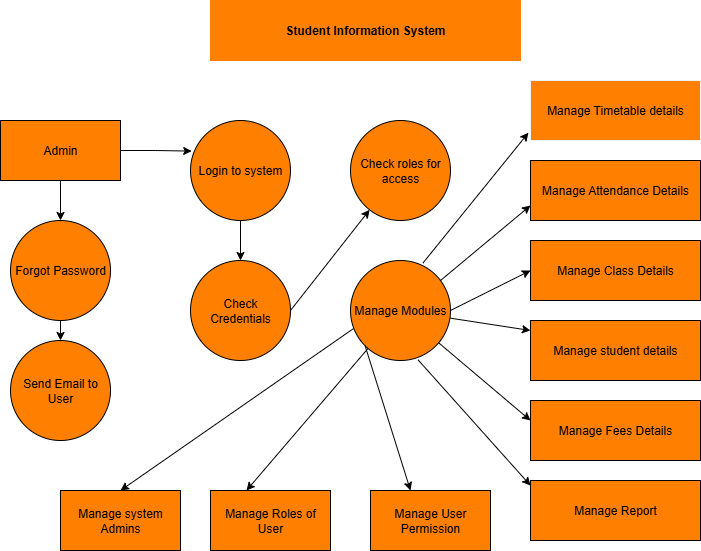 Student Information System
Manage Timetable details
Admin
Login to system
Check roles for
access
Manage Attendance Details
Forgot Password
Manage Class Details
Check
Credentials
Manage Modules
Manage student details
Send Email to
User
Manage Fees Details
Manage system
Admins
Manage Roles of
User
Manage User
Permission
Manage Report